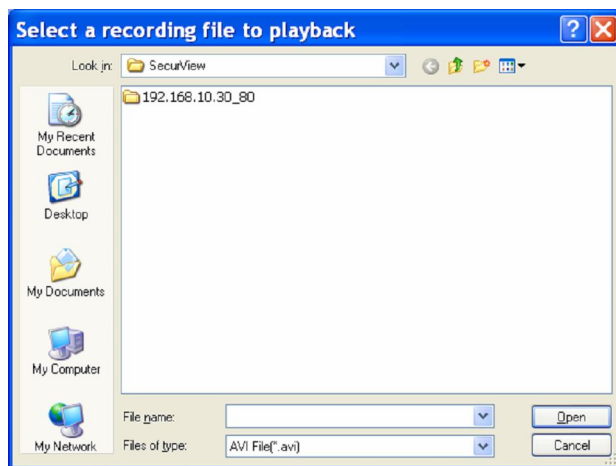 Select a recording file to playback
Look in: SecurView
192.168.10.30_80
My Recent
Documents
Desktop
My Documents
My Computer
My Network
File name:
Open
Files of type: AVI File(*.avi)
Cancel